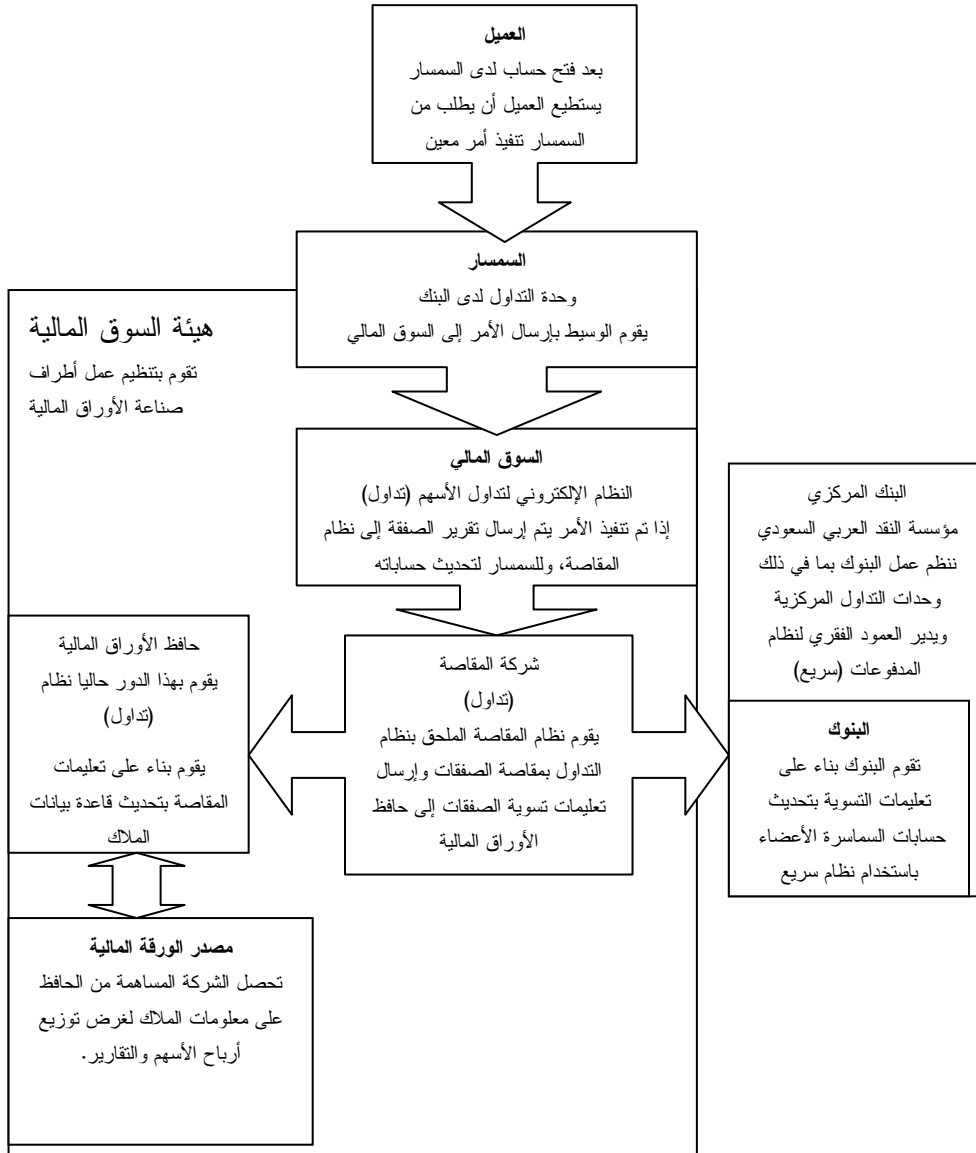 العميل
بعد فتح حساب لدى السمسار
يستطيع العميل أن يطلب من
السمسار تنفيذ أمر معين
السمسار
وحدة التداول لدى البنك
يقوم الوسيط بإرسال الأمر إلى السوق المالي
هيئة السوق المالية
تقوم بتنظيم عمل أطراف
صناعة الأوراق المالية
السوق المالي
النظام الإلكتروني لتداول الأسهم (تداول)
إذا تم تنفيذ الأمر يتم إرسال تقرير الصفقة إلى نظام
المقاصة، وللسمسار لتحديث حساباته
البنك المركزي
مؤسسة النقد العربي السعودي
ننظم عمل البنوك بما في ذلك
وحدات التداول المركزية
ويدير العمود الفقري لنظام
المدفوعات (سريع)
شركة المقاصة
(تداول)
يقوم نظام المقاصة الملحق بنظام
التداول بمقاصة الصفقات وإرسال
تعليمات تسوية الصفقات إلى حافظ
الأوراق المالية
حافظ الأوراق المالية
يقوم بهذا الدور حاليا نظام
(تداول)
يقوم بناء على تعليمات
المقاصة بتحديث قاعدة بيانات
الملاك
البنوك
تقوم البنوك بناء على
تعليمات التسوية بتحديث
حسابات السماسرة الأعضاء
باستخدام نظام سريع
مصدر الورقة المالية
تحصل الشركة المساهمة من الحافظ
على معلومات الملاك لغرض توزيع
أرباح الأسهم والتقارير.